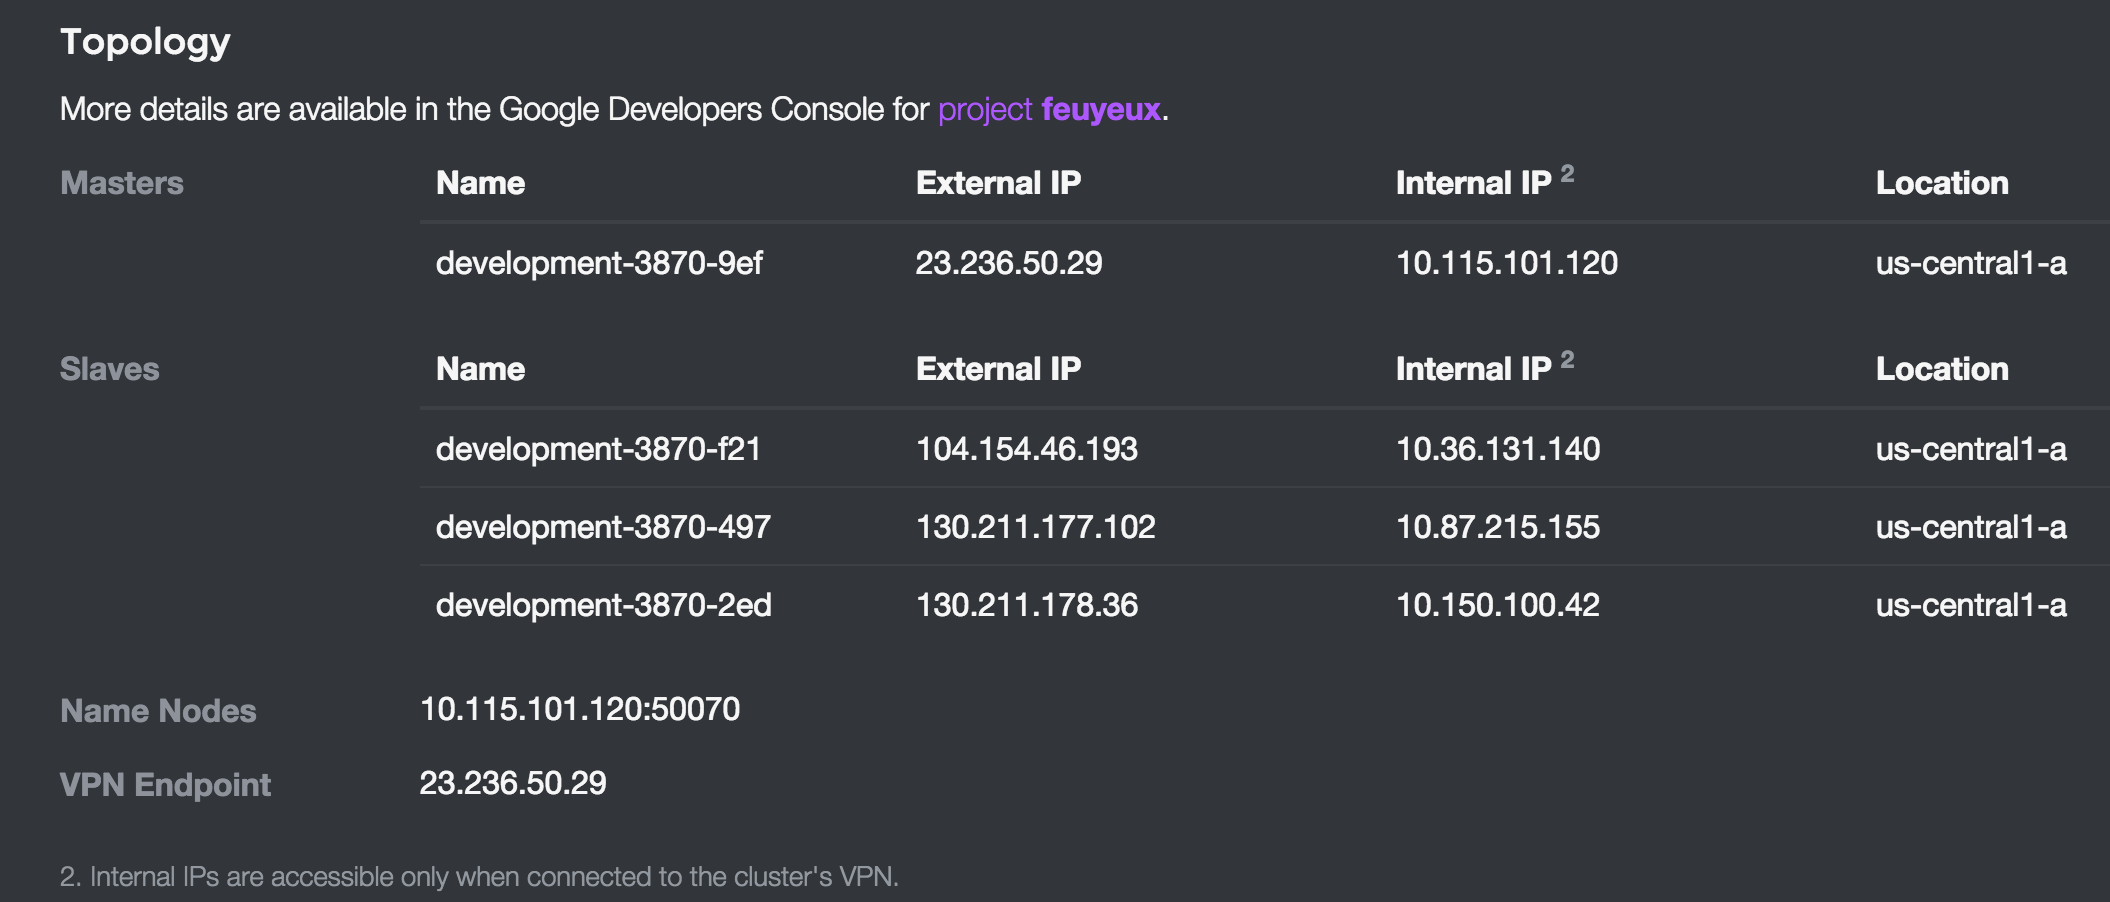 Topology
More details are available in the Google Developers Console for project feuyeux.
Masters Name External IP Internal IP 2 Location
development-3870-9ef 23.236.50.29 10.115.101.120 us-central1-a
Slaves Name External IP Internal IP 2 Location
development-3870-f21 104.154.46.193 10.36.131.140 us-central1-a
development-3870-497 130.211.177.102 10.87.215.155 us-central1-a
development-3870-2ed 130.211.178.36 10.150.100.42 us-central1-a
Name Nodes 10.115.101.120:50070
VPN Endpoint 23.236.50.29
2. Internal IPs are accessible only when connected to the cluster's VPN.